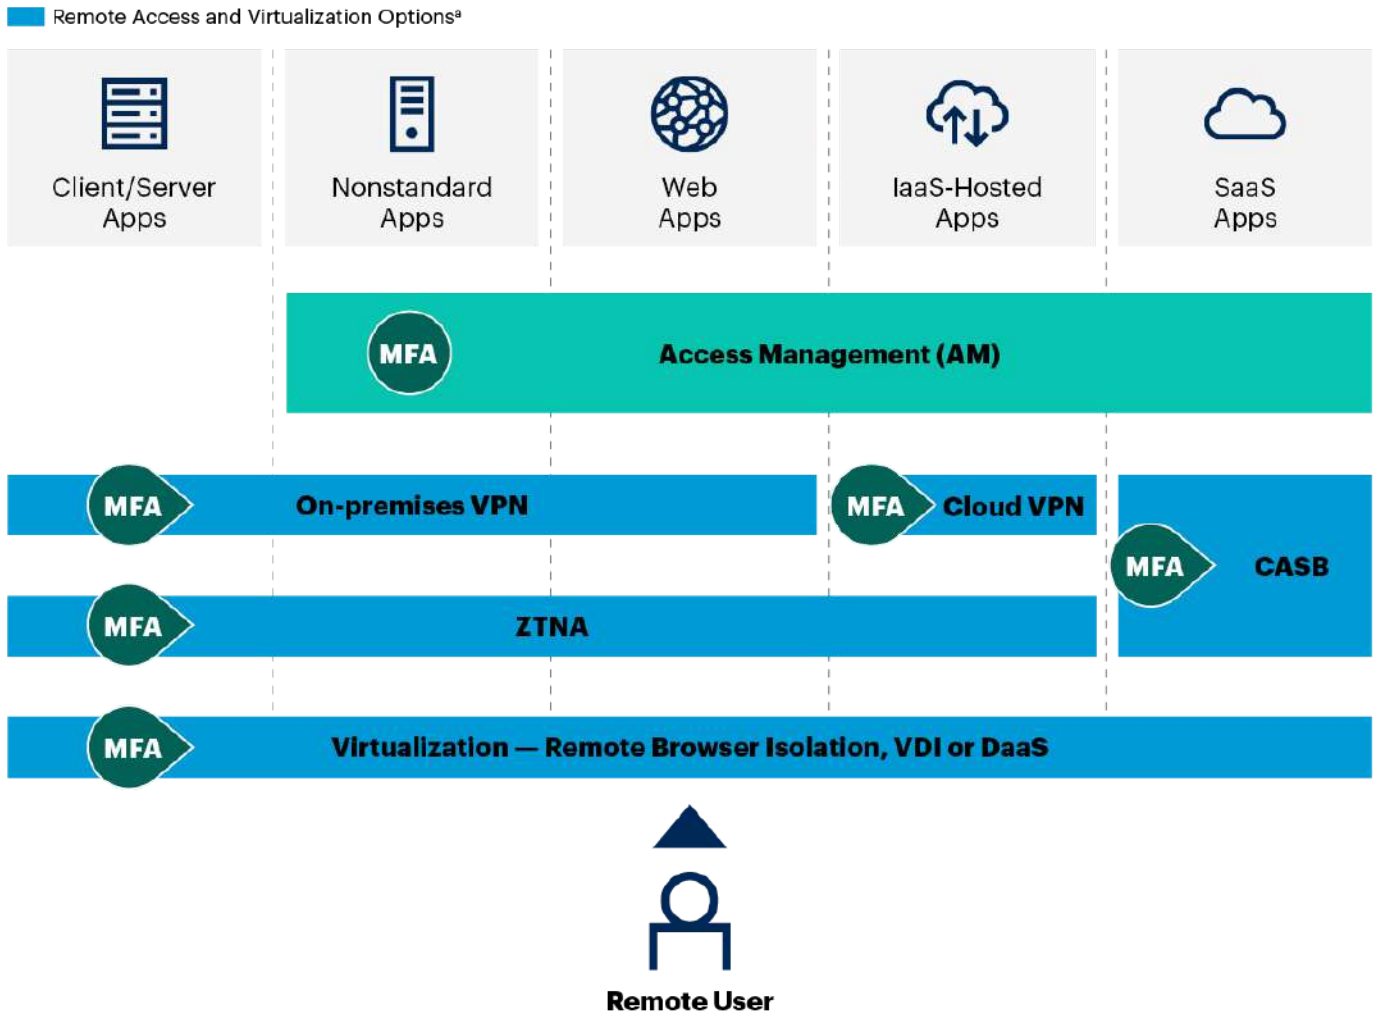 Remote Access and Virtualization Optionsᵃ
Client/Server
Apps
Nonstandard
Apps
Web
Apps
IaaS-Hosted
Apps
SaaS
Apps
MFA
Access Management (AM)
MFA
On-premises VPN
MFA
Cloud VPN
MFA
CASB
MFA
ZTNA
MFA
Virtualization — Remote Browser Isolation, VDI or DaaS
Remote User